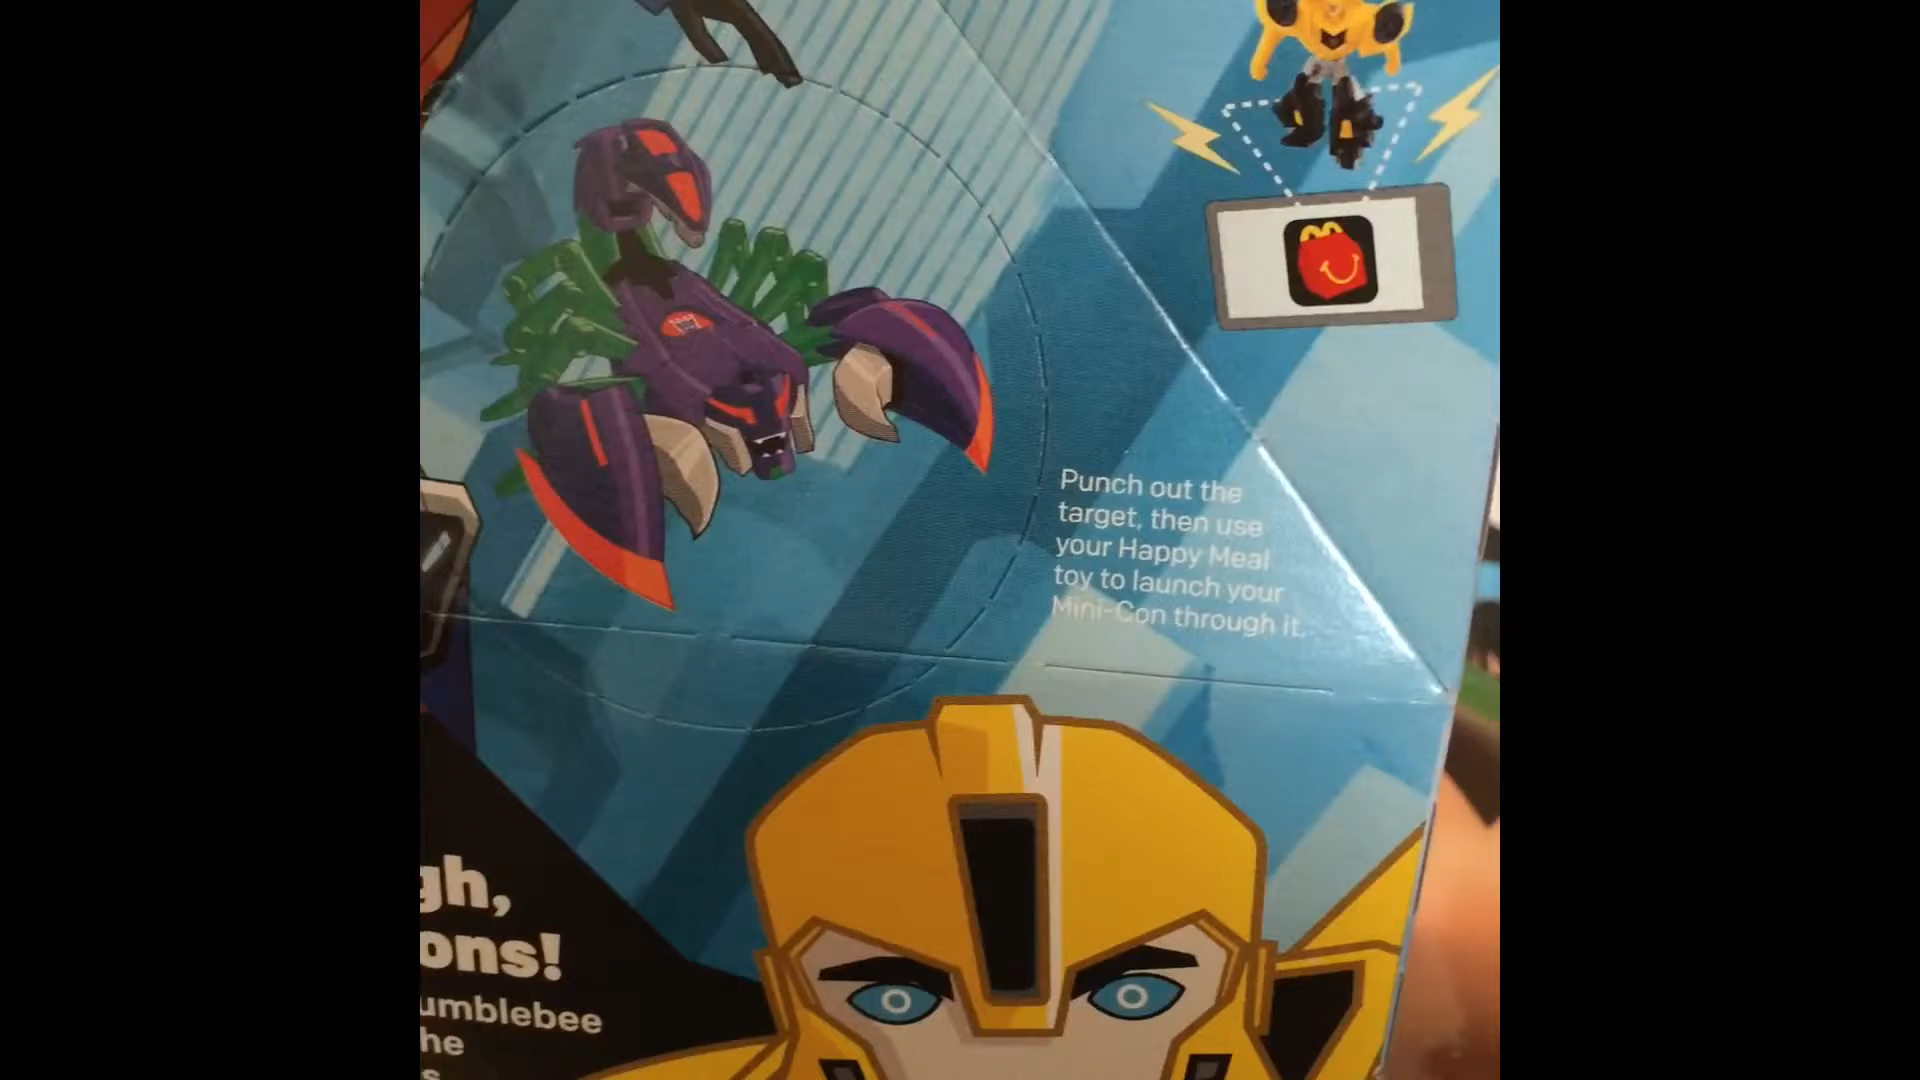 Punch out the
target, then use
your Happy Meal
toy to launch your
Mini-Con through it.
gh,
ons!
umblebee
he
s